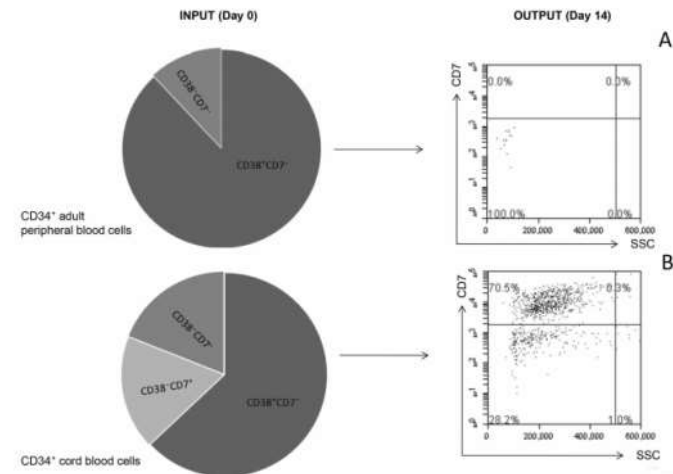 INPUT (Day 0)
OUTPUT (Day 14)
A
CD38⁻CD7⁻
CD38⁺CD7⁻
CD34⁺ adult
peripheral blood cells
CD7
0.0%
0.3%
100.0%
0.0%
0
200,000
400,000
600,000
SSC
B
CD38⁻CD7⁻
CD38⁻CD7⁺
CD38⁺CD7⁻
CD34⁺ cord blood cells
CD7
70.5%
0.3%
28.2%
1.0%
0
200,000
400,000
600,000
SSC